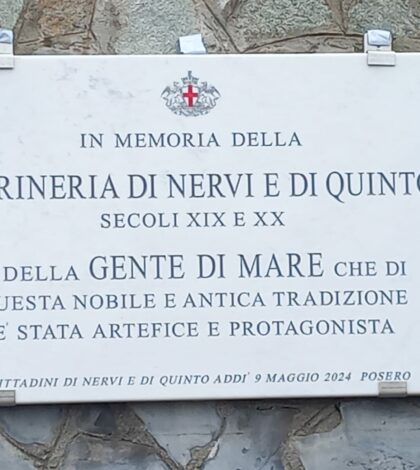 IN MEMORIA DELLA
RINERIA DI NERVI E DI QUINTO
SECOLI XIX E XX
DELLA GENTE DI MARE CHE DI
UESTA NOBILE E ANTICA TRADIZIONE
E' STATA ARTEFICE E PROTAGONISTA
ITTADINI DI NERVI E DI QUINTO ADDI' 9 MAGGIO 2024 POSERO